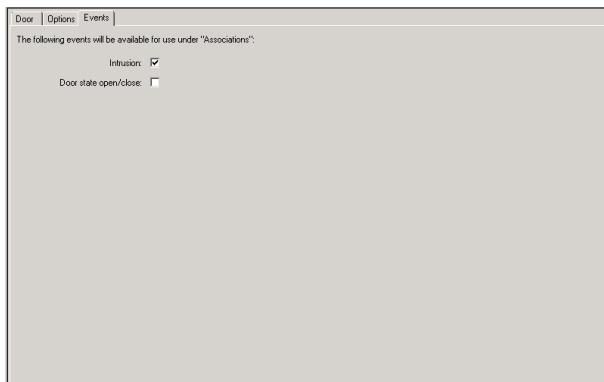 Door Options Events
The following events will be available for use under "Associations":
Intrusion:
Door state open/close: